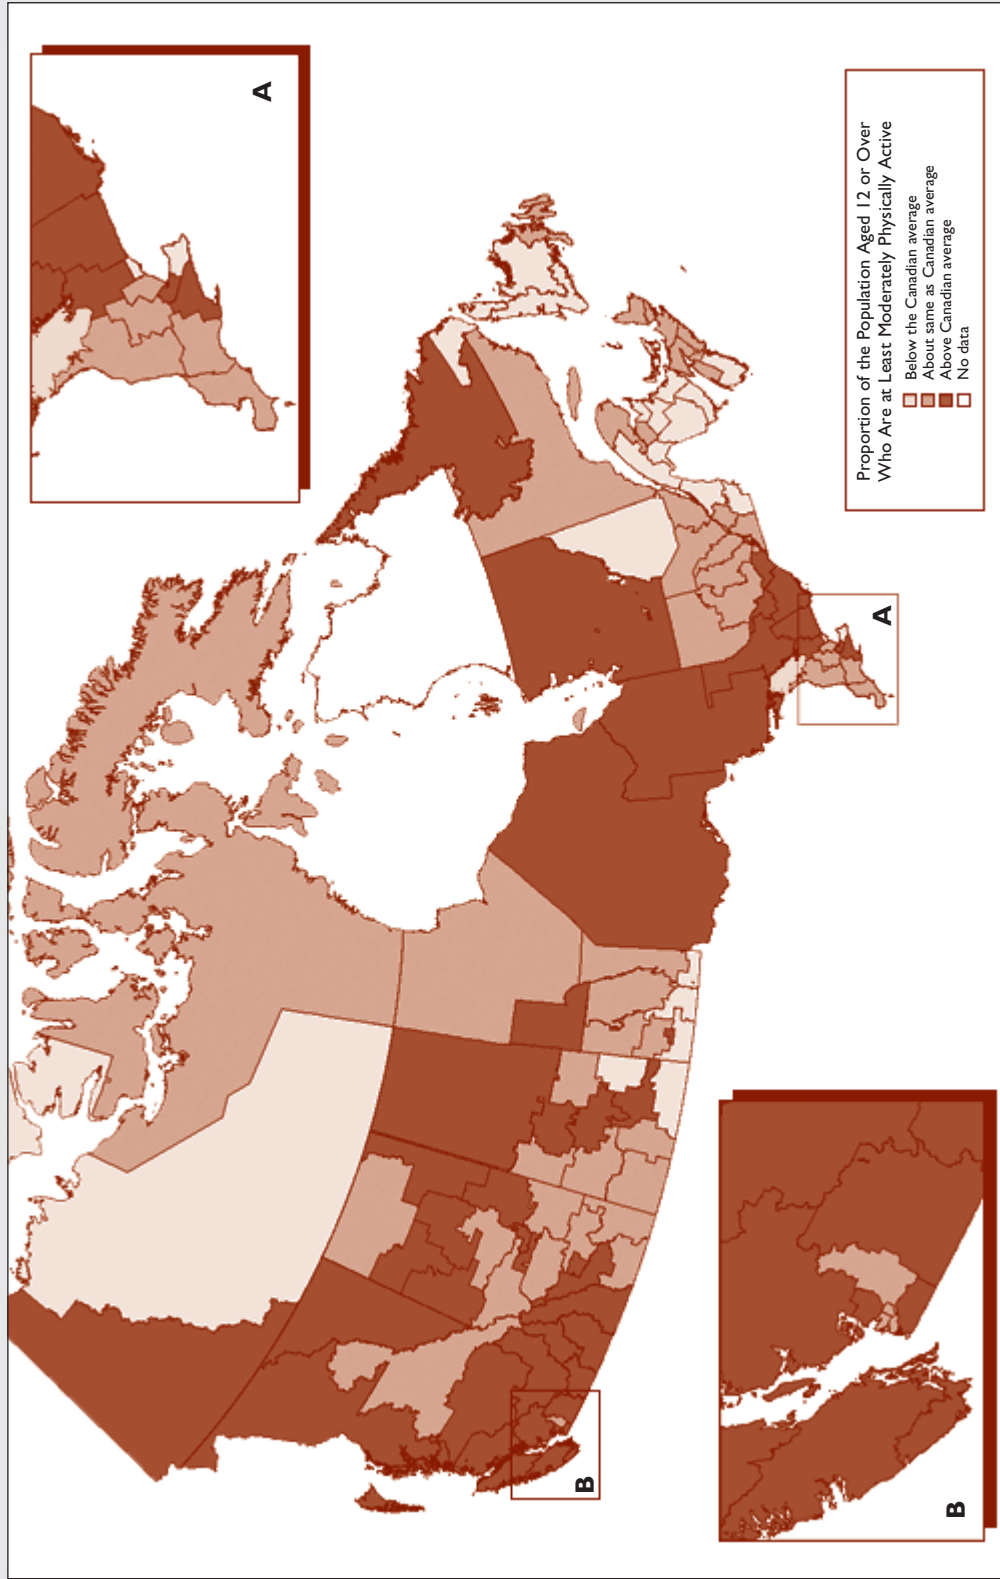 A
Proportion of the Population Aged 12 or Over
Who Are at Least Moderately Physically Active
Below the Canadian average
About same as Canadian average
Above Canadian average
No data
A
B
B